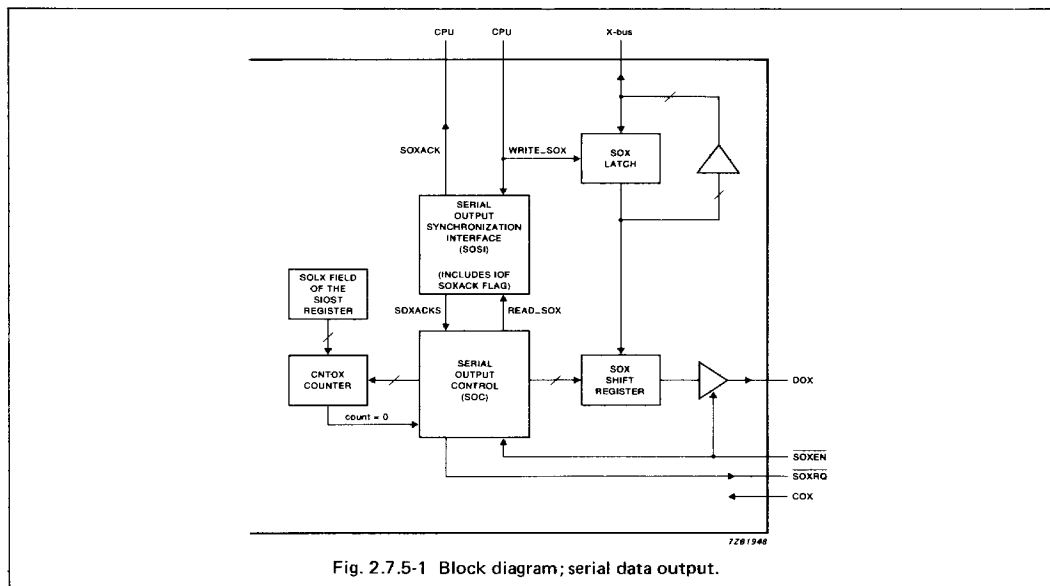 CPU
CPU
X-bus
SOXACK
WRITE_SOX
SOX
LATCH
SERIAL
OUTPUT
SYNCHRONIZATION
INTERFACE
(SOSI)
(INCLUDES IOF
SOXACK FLAG)
SOLX FIELD
OF THE
SIOST
REGISTER
SOXACKS
READ_SOX
CNTOX
COUNTER
SERIAL
OUTPUT
CONTROL
(SOC)
SOX
SHIFT
REGISTER
DOX
count = 0
SOXEN
SOXRQ
COX
7Z81948
Fig. 2.7.5-1 Block diagram; serial data output.